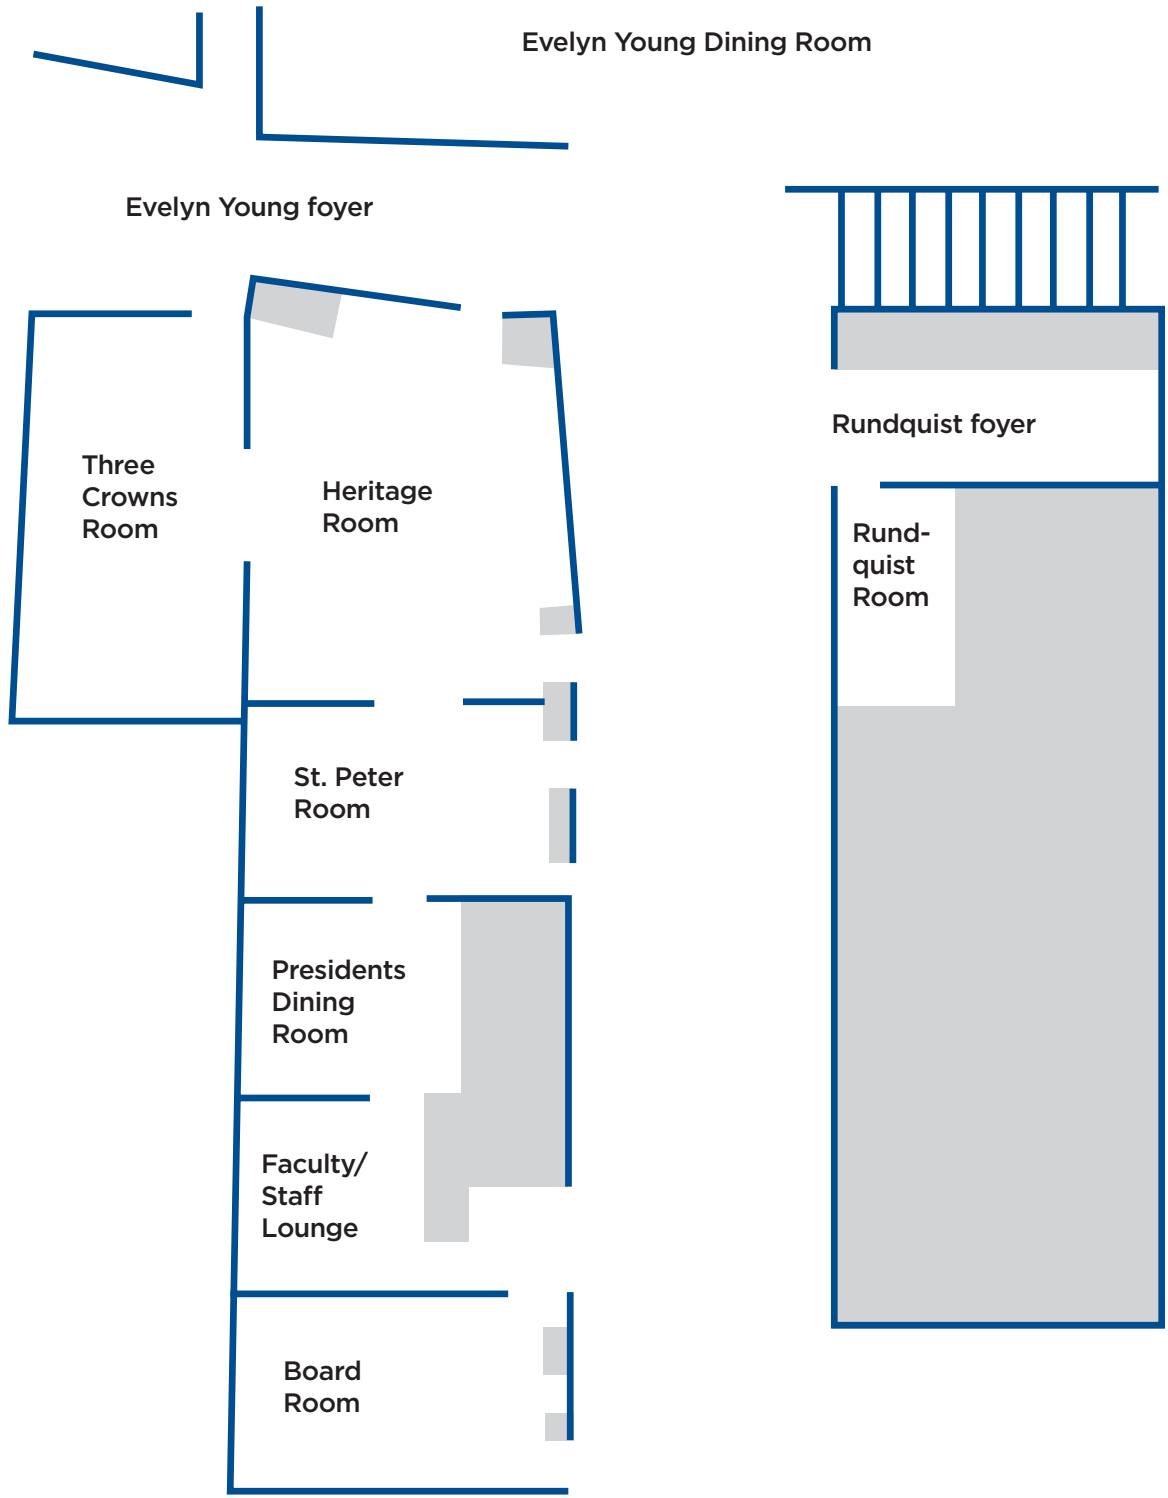 Evelyn Young Dining Room
Evelyn Young foyer
Rundquist foyer
Three
Crowns
Room
Heritage
Room
Rund-
quist
Room
St. Peter
Room
Presidents
Dining
Room
Faculty/
Staff
Lounge
Board
Room